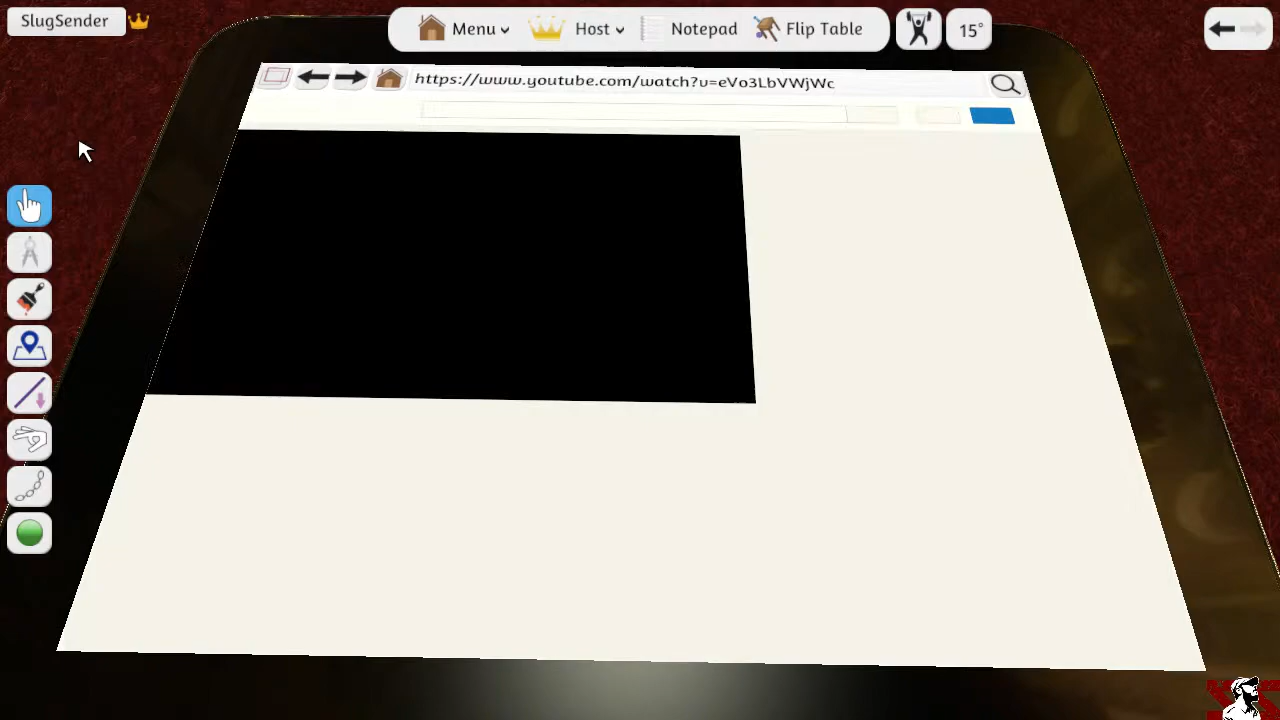 SlugSender
Menu
Host
Notepad
Flip Table
15°
https://www.youtube.com/watch?v=eVo3LbVWjWc